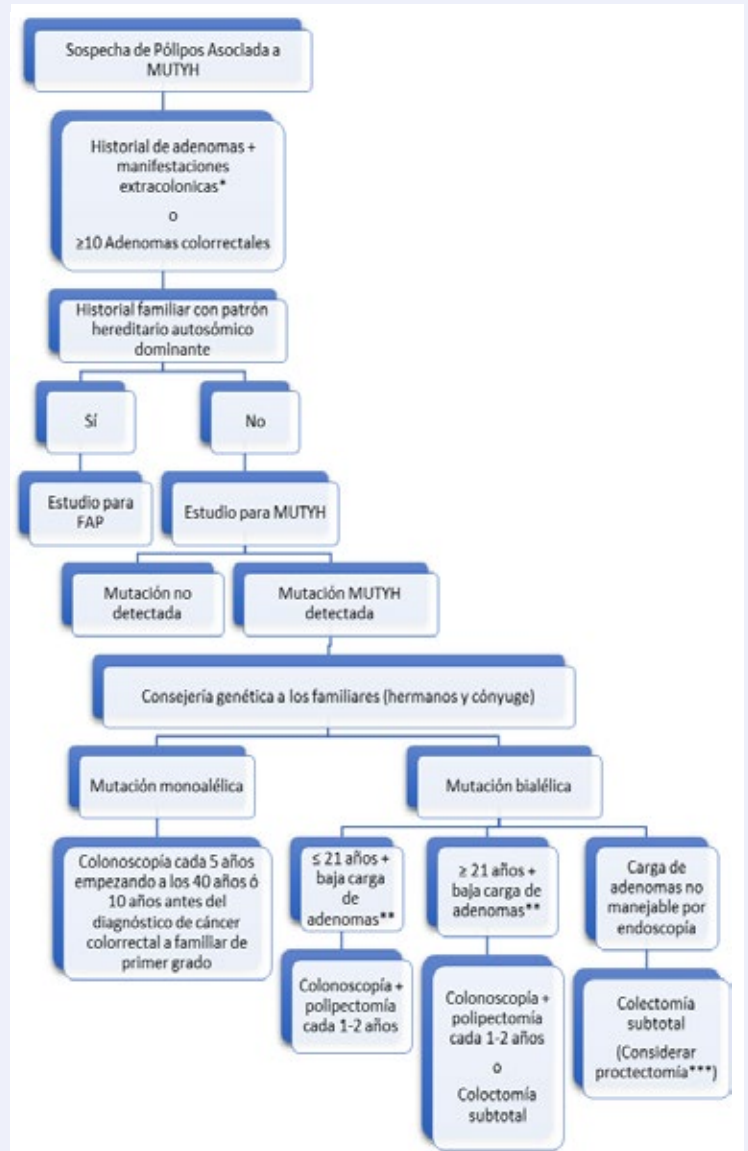 Sospecha de Pólipos Asociada a
MUTYH
Historial de adenomas +
manifestaciones
extracolonicas*
o
≥10 Adenomas colorrectales
Historial familiar con patrón
hereditario autosómico
dominante
Sí
No
Estudio para
FAP
Estudio para MUTYH
Mutación no
detectada
Mutación MUTYH
detectada
Consejería genética a los familiares (hermanos y cónyuge)
Mutación monoalélica
Mutación bialélica
Colonoscopía cada 5 años
empezando a los 40 años ó
10 años antes del
diagnóstico de cáncer
colorrectal a familiar de
primer grado
≤ 21 años +
baja carga
de
adenomas**
≥ 21 años +
baja carga de
adenomas**
Carga de
adenomas no
manejable por
endoscopía
Colonoscopía +
polipectomía
cada 1-2 años
Colonoscopía +
polipectomía
cada 1-2 años
o
Coloctomía
subtotal
Colectomía
subtotal
(Considerar
proctectomía***)